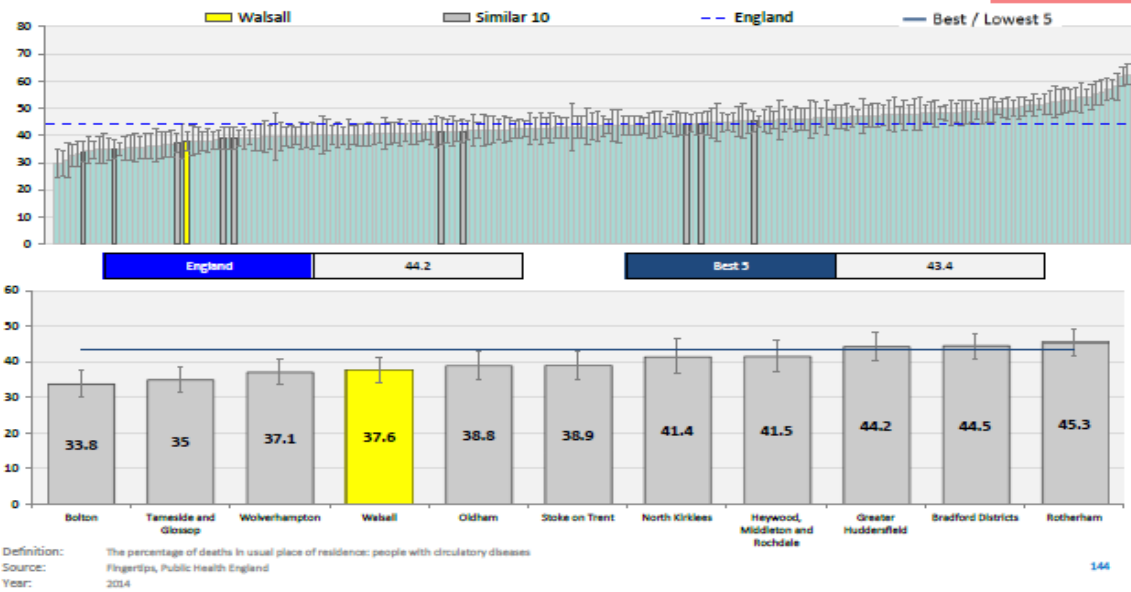 Walsall Similar 10 England Best / Lowest 5
80
70
60
50
40
30
20
10
0
England 44.2 Best 5 43.4
60
50
40
30
20
10
0
33.8 35 37.1 37.6 38.8 38.9 41.4 41.5 44.2 44.5 45.3
Bolton Tameside and Wolverhampton Walsall Oldham Stoke on Trent North Kirklees Heywood, Greater Bradford Districts Rotherham
Glossop Middleton and Huddersfield
Rochdale
Definition: The percentage of deaths in usual place of residence: people with circulatory diseases
Source: Fingertips, Public Health England 144
Year: 2014